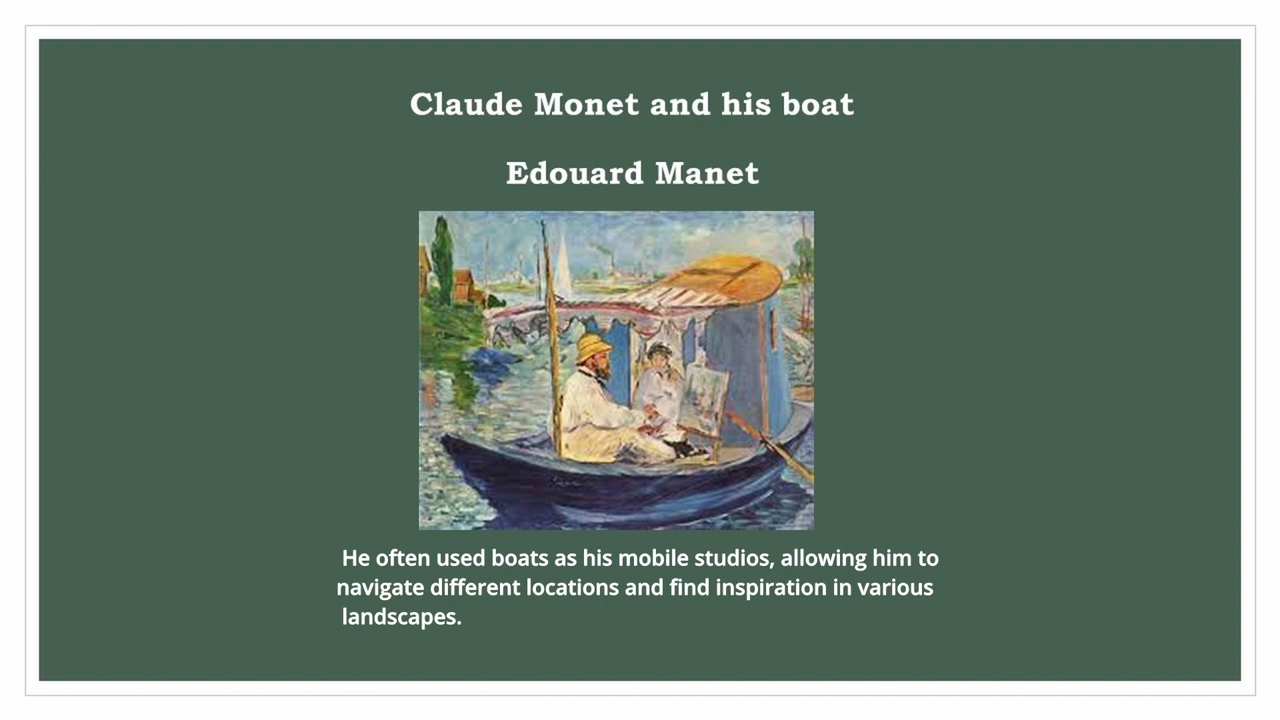 Claude Monet and his boat
Edouard Manet
He often used boats as his mobile studios, allowing him to
navigate different locations and find inspiration in various
landscapes.